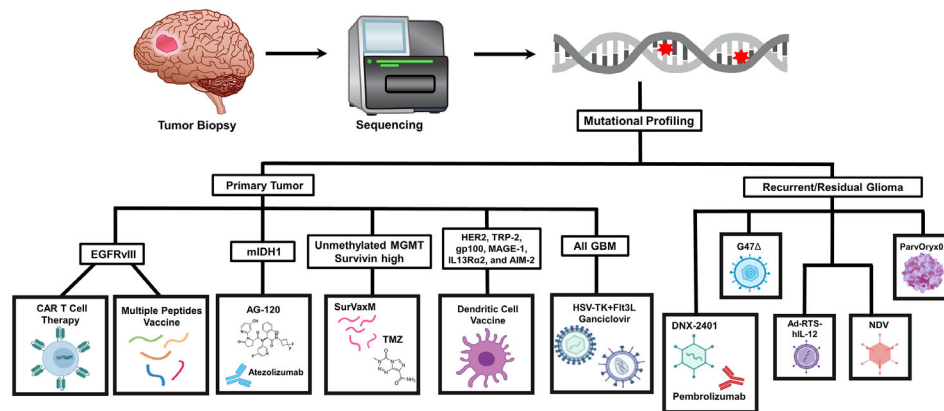 Tumor Biopsy
Sequencing
Mutational Profiling
Primary Tumor
Recurrent/Residual Glioma
EGFRvIII
mIDH1
Unmethylated MGMT
Survivin high
HER2, TRP-2,
gp100, MAGE-1,
IL13Rα2, and AIM-2
All GBM
G47Δ
ParvOryx01
CAR T Cell
Therapy
Multiple Peptides
Vaccine
AG-120
Atezolizumab
SurVaxM
TMZ
Dendritic Cell
Vaccine
HSV-TK+Flt3L
Ganciclovir
DNX-2401
Pembrolizumab
Ad-RTS-
hIL-12
NDV